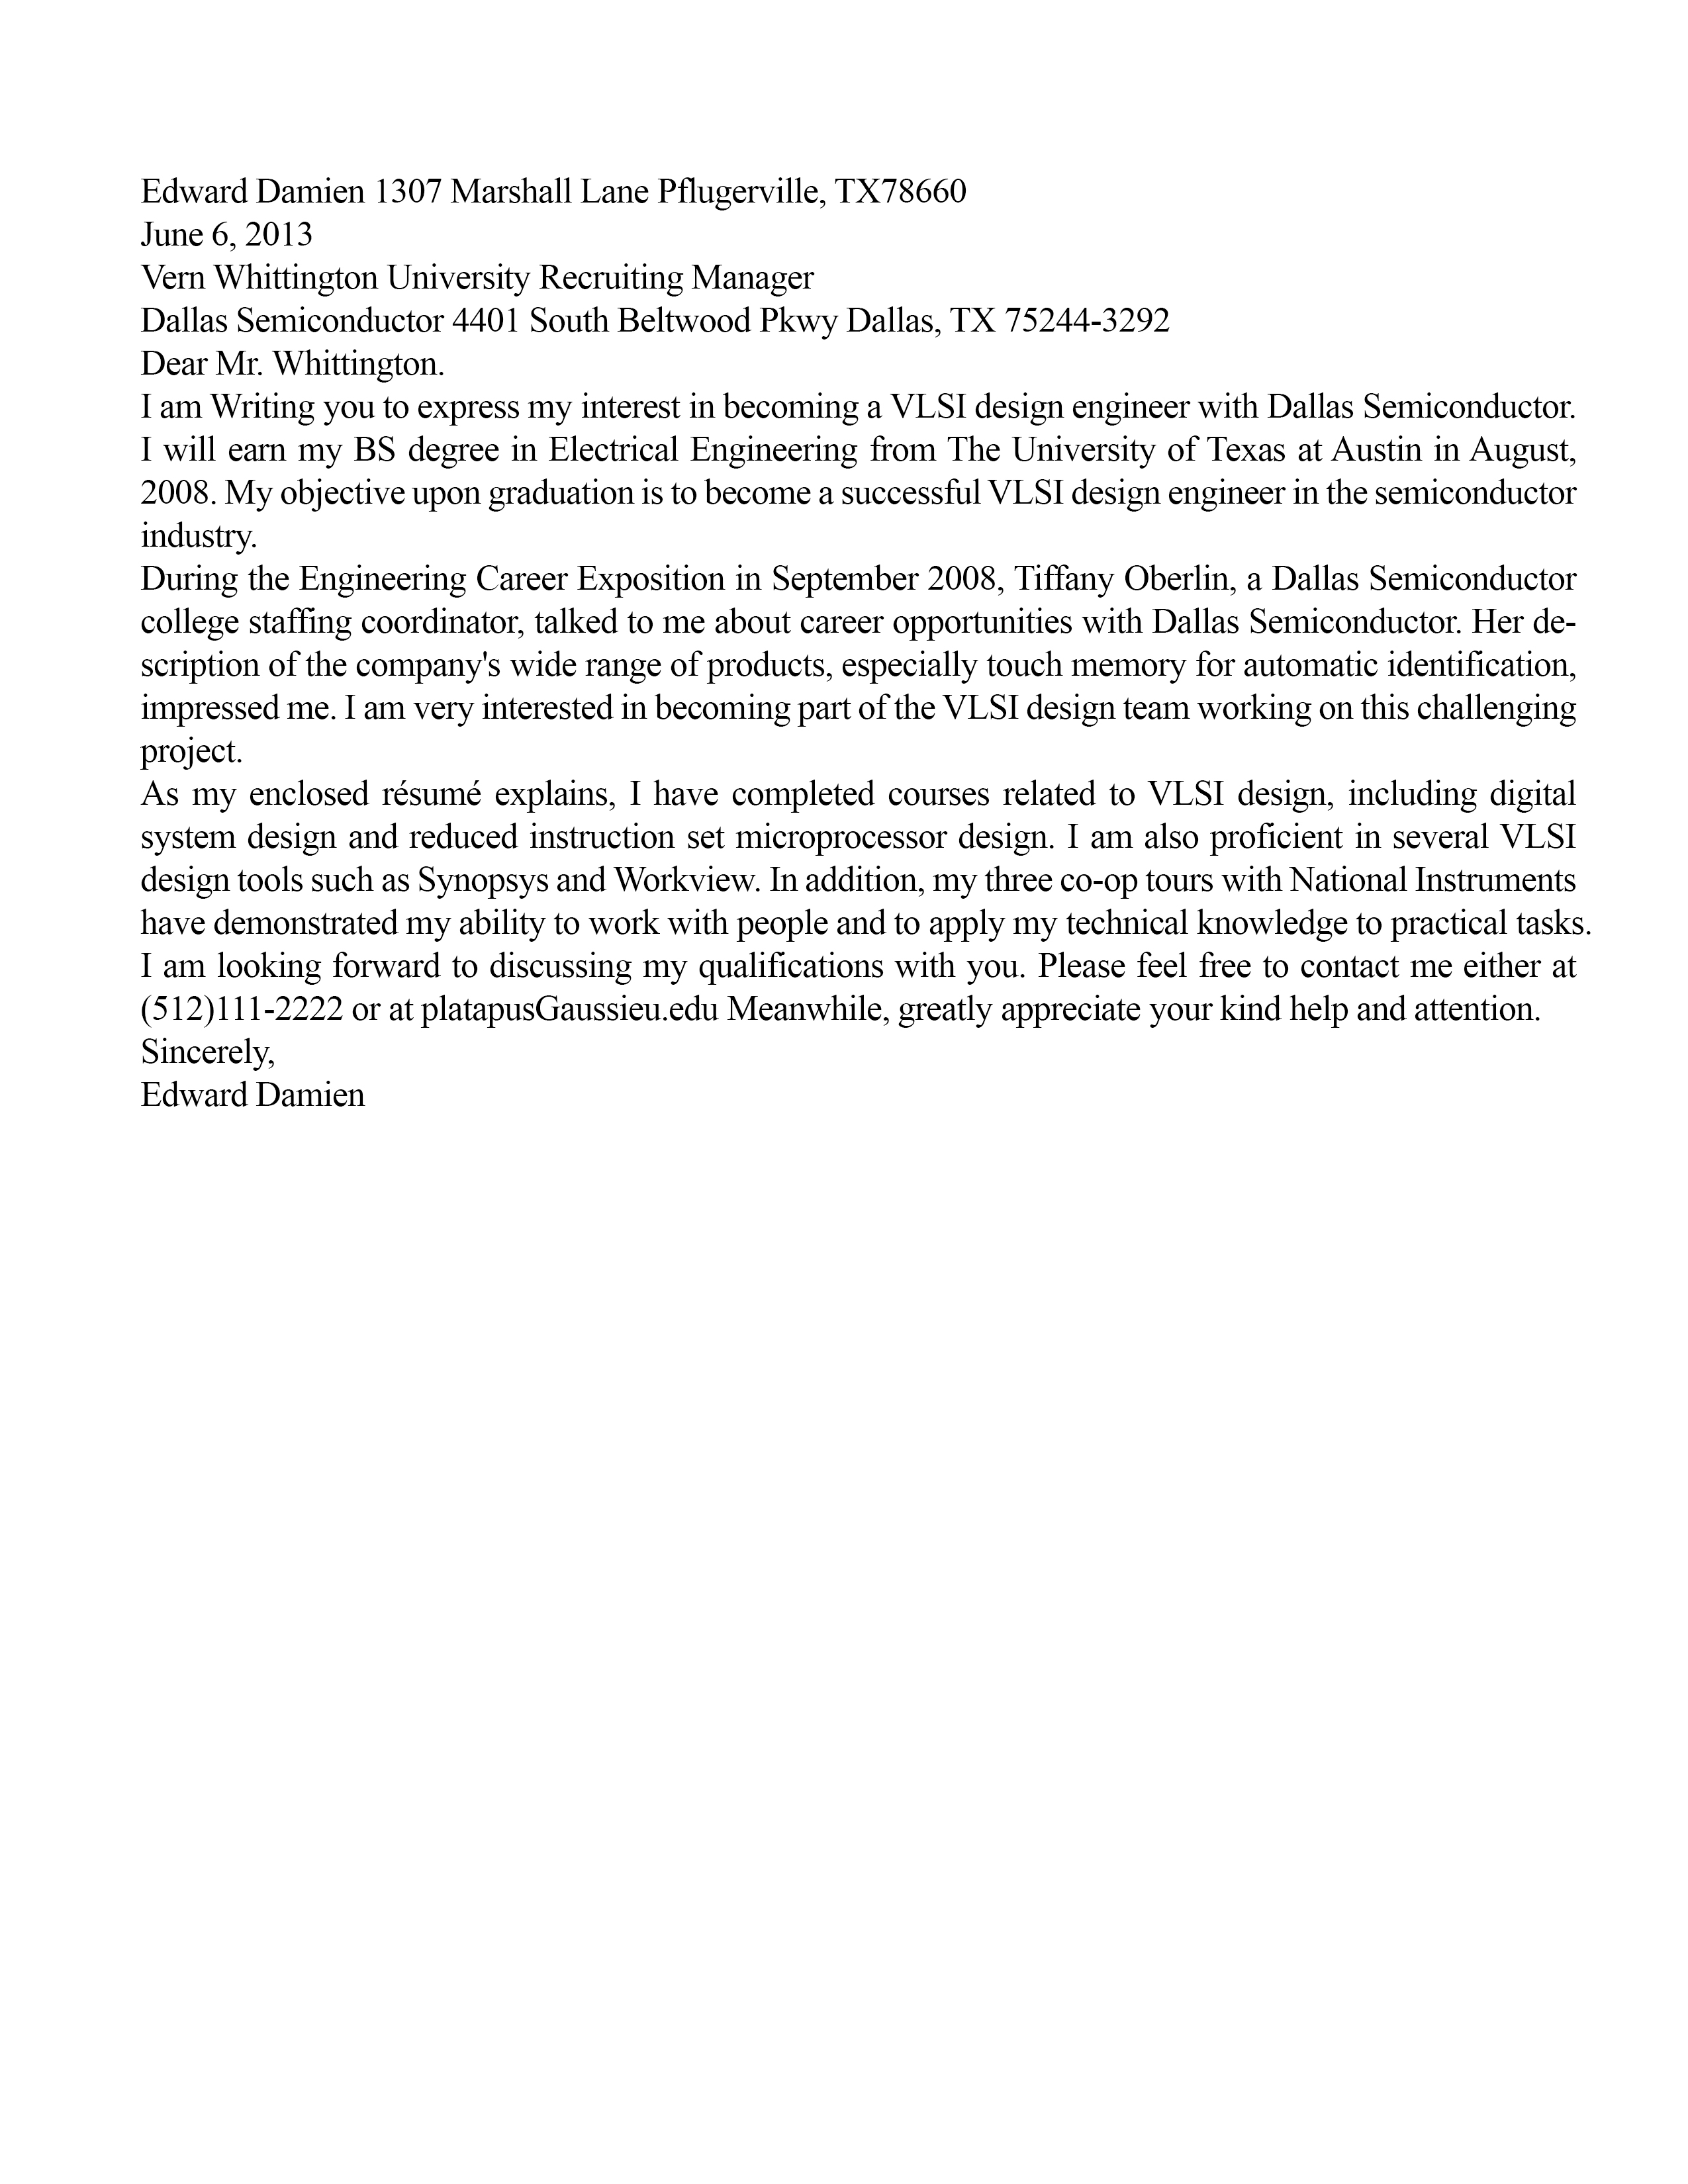 Edward Damien 1307 Marshall Lane Pflugerville, TX78660
June 6, 2013
Vern Whittington University Recruiting Manager
Dallas Semiconductor 4401 South Beltwood Pkwy Dallas, TX 75244-3292
Dear Mr. Whittington.
I am Writing you to express my interest in becoming a VLSI design engineer with Dallas Semiconductor.
I will earn my BS degree in Electrical Engineering from The University of Texas at Austin in August,
2008. My objective upon graduation is to become a successful VLSI design engineer in the semiconductor
industry.
During the Engineering Career Exposition in September 2008, Tiffany Oberlin, a Dallas Semiconductor
college staffing coordinator, talked to me about career opportunities with Dallas Semiconductor. Her de-
scription of the company's wide range of products, especially touch memory for automatic identification,
impressed me. I am very interested in becoming part of the VLSI design team working on this challenging
project.
As my enclosed résumé explains, I have completed courses related to VLSI design, including digital
system design and reduced instruction set microprocessor design. I am also proficient in several VLSI
design tools such as Synopsys and Workview. In addition, my three co-op tours with National Instruments
have demonstrated my ability to work with people and to apply my technical knowledge to practical tasks.
I am looking forward to discussing my qualifications with you. Please feel free to contact me either at
(512)111-2222 or at platapusGaussieu.edu Meanwhile, greatly appreciate your kind help and attention.
Sincerely,
Edward Damien